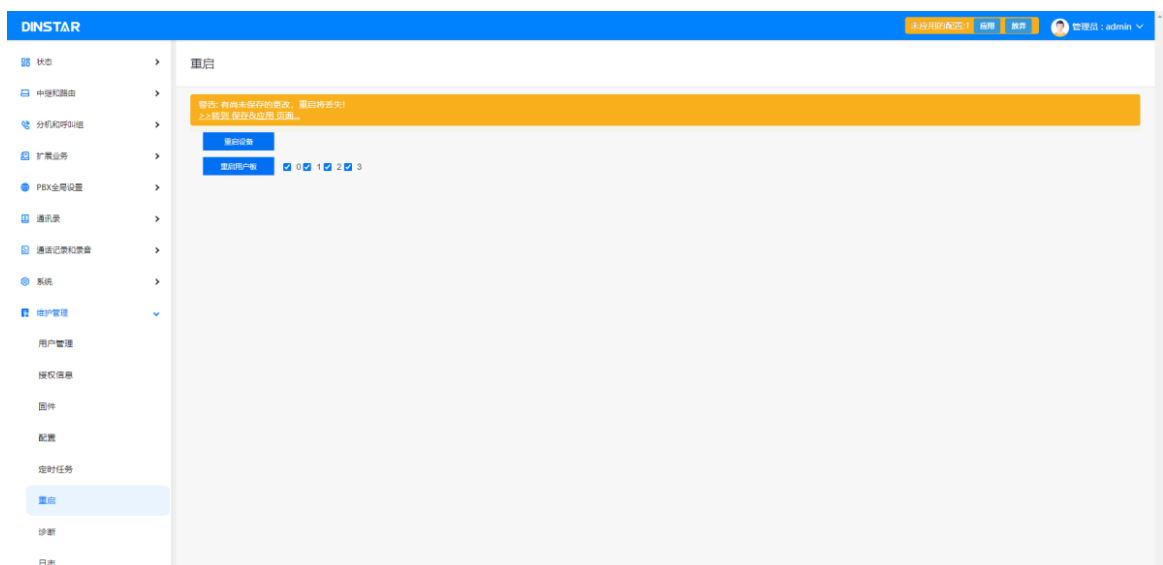 DINSTAR
未应用的配置:1 应用 放弃 管理员 : admin
状态
中继和路由
分机和呼叫组
扩展业务
PBX全局设置
通讯录
通话记录和录音
系统
维护管理
用户管理
授权信息
固件
配置
定时任务
重启
诊断
日志
重启
警告: 有尚未保存的更改，重启将丢失!
>>转到 保存&应用 页面...
重启设备
重启用户板 0 1 2 3